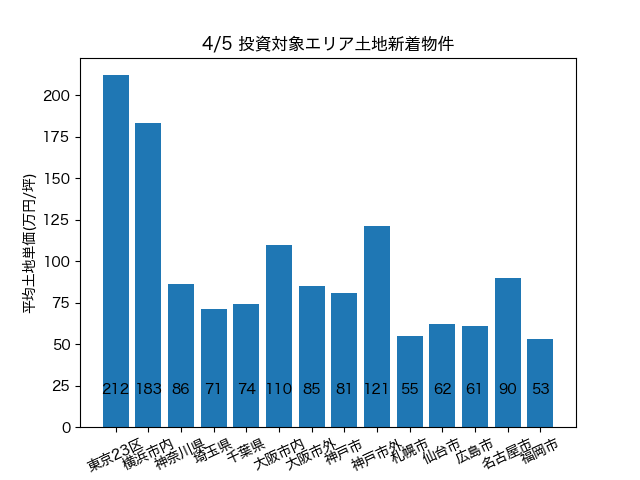 4/5 投資対象エリア土地新着物件
平均土地単価(万円/坪)
200
175
150
125
100
75
50
25
0
212 183 86 71 74 110 85 81 121 55 62 61 90 53
東京23区 横浜市内 神奈川県 埼玉県 千葉県 大阪市内 大阪市外 神戸市 神戸市外 札幌市 仙台市 広島市 名古屋市 福岡市